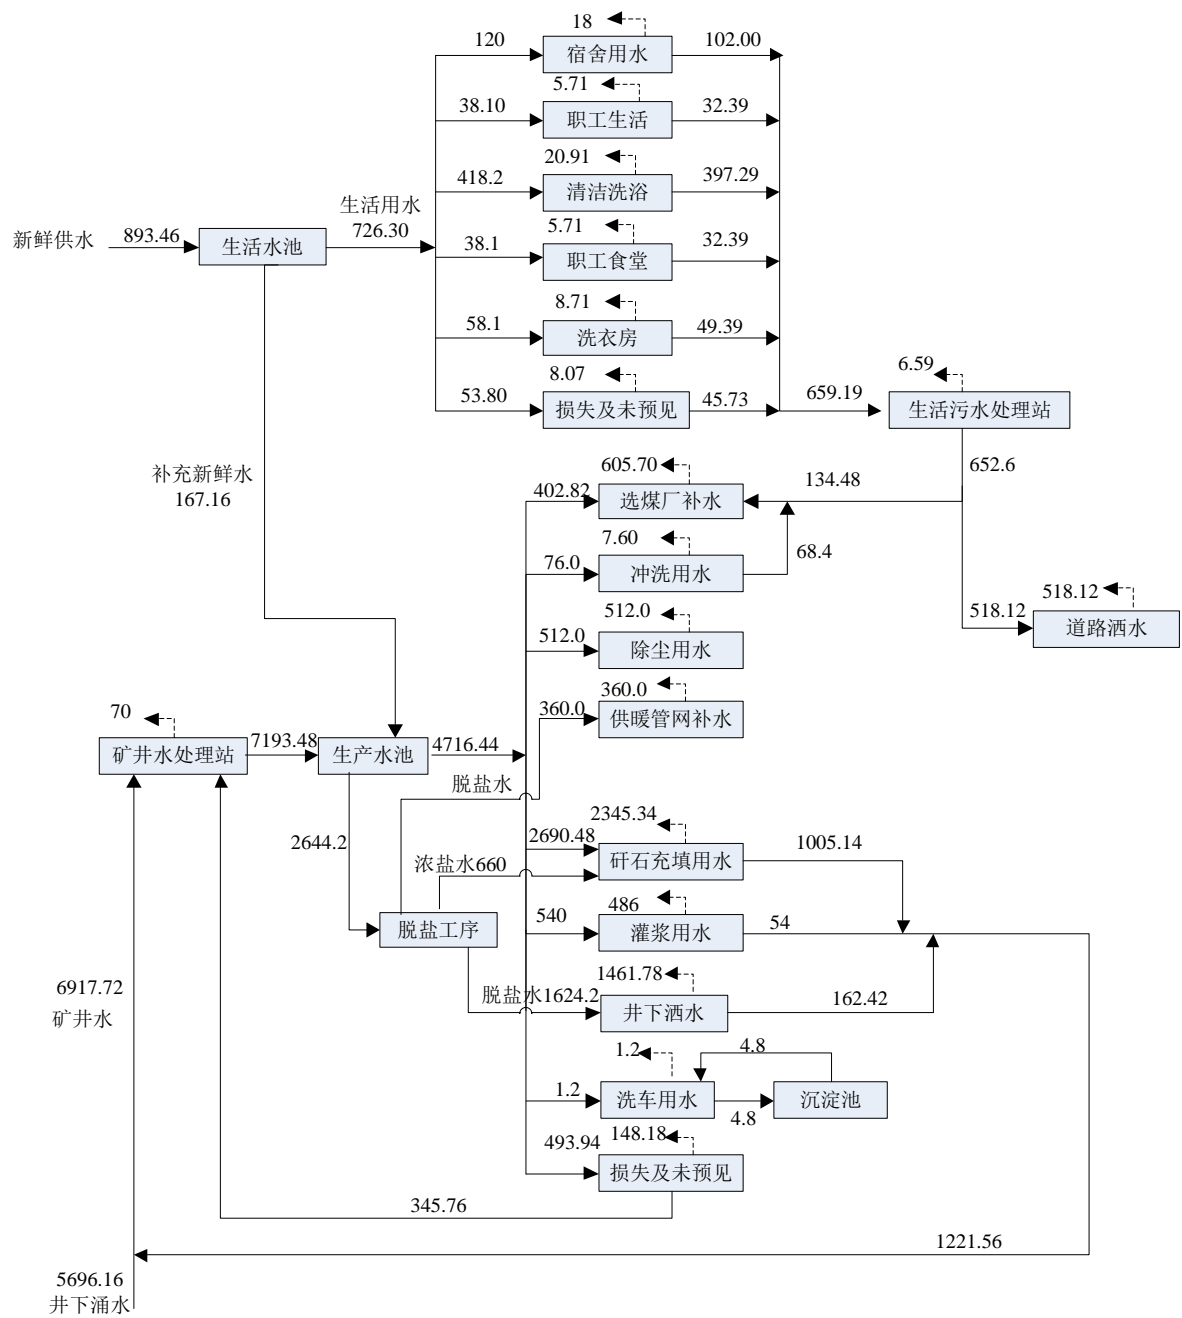 18
120
宿舍用水
102.00
5.71
38.10
职工生活
32.39
20.91
418.2
清洁洗浴
397.29
生活用水
新鲜供水
893.46
生活水池
726.30
5.71
38.1
职工食堂
32.39
8.71
58.1
洗衣房
49.39
8.07
53.80
损失及未预见
45.73
659.19
6.59
生活污水处理站
652.6
补充新鲜水
167.16
605.70
402.82
选煤厂补水
134.48
7.60
76.0
冲洗用水
68.4
512.0
512.0
除尘用水
518.12
518.12
道路洒水
360.0
360.0
供暖管网补水
70
矿井水处理站
7193.48
生产水池
4716.44
脱盐水
2644.2
2345.34
2690.48
矸石充填用水
1005.14
浓盐水660
脱盐工序
486
540
灌浆用水
54
1461.78
脱盐水1624.2
井下洒水
162.42
6917.72
矿井水
1.2
4.8
1.2
洗车用水
4.8
沉淀池
148.18
493.94
损失及未预见
345.76
1221.56
5696.16
井下涌水